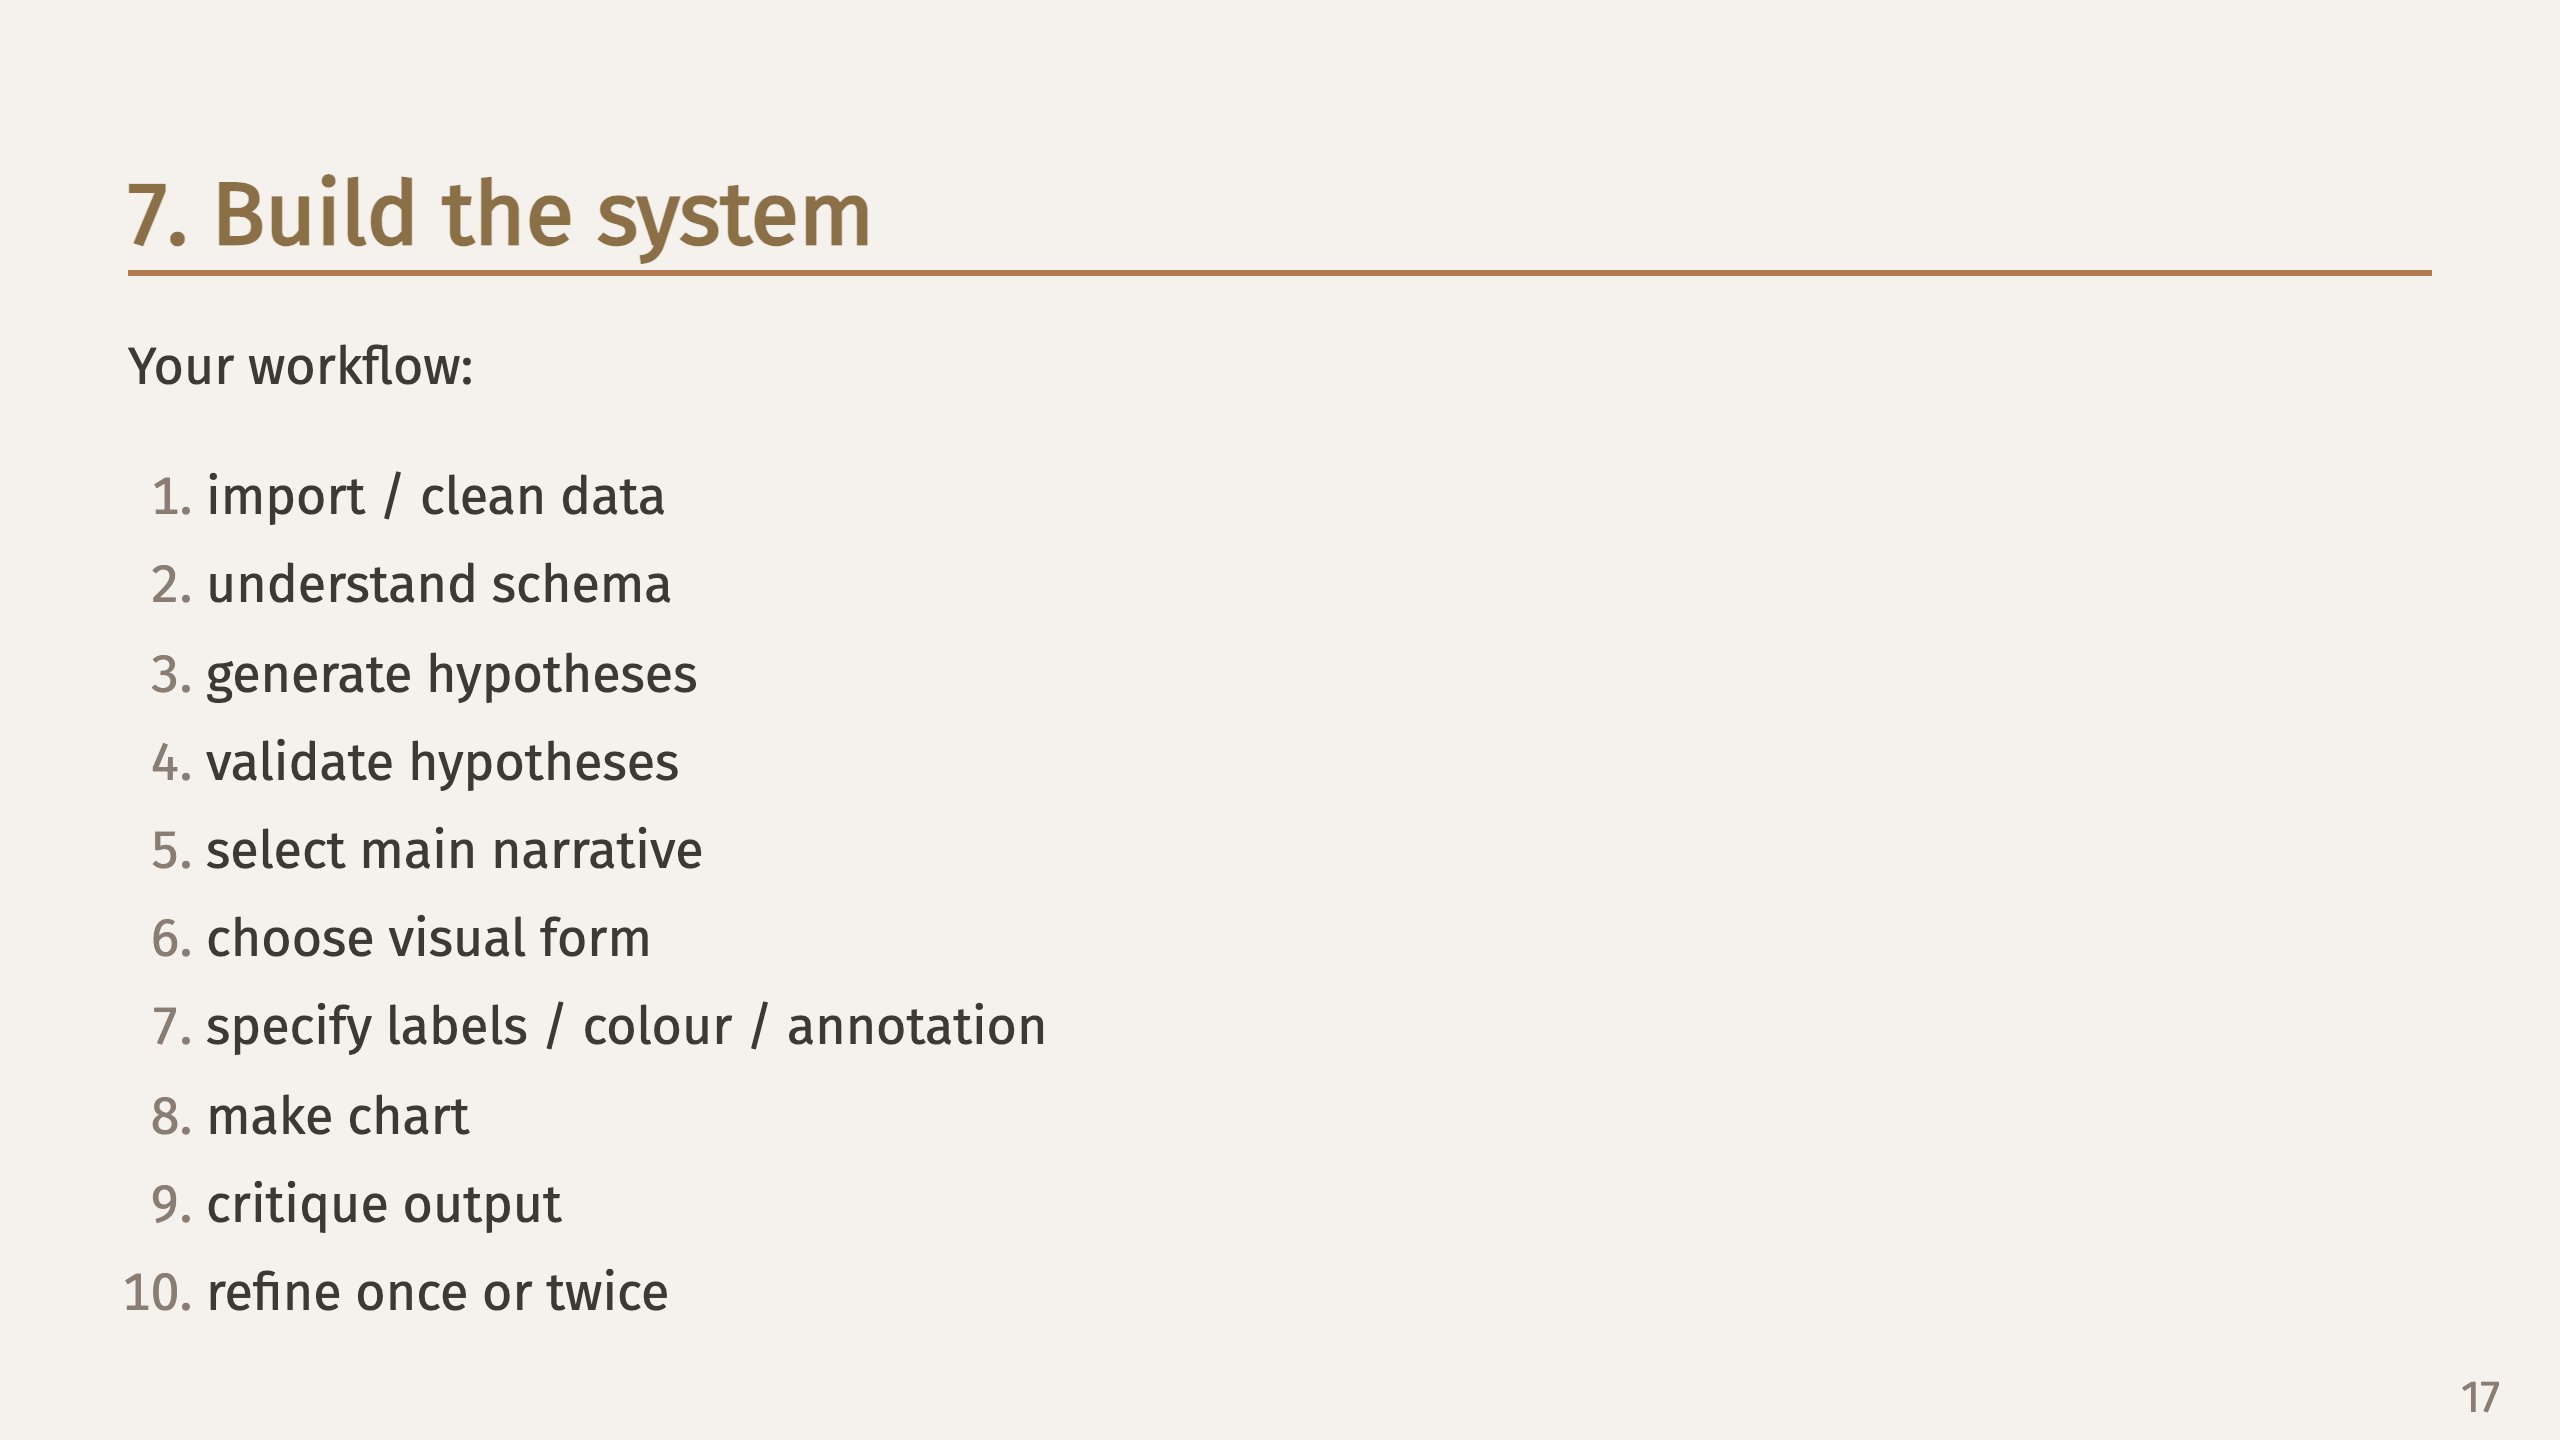 7. Build the system
Your workflow:
1. import / clean data
2. understand schema
3. generate hypotheses
4. validate hypotheses
5. select main narrative
6. choose visual form
7. specify labels / colour / annotation
8. make chart
9. critique output
10. refine once or twice
17